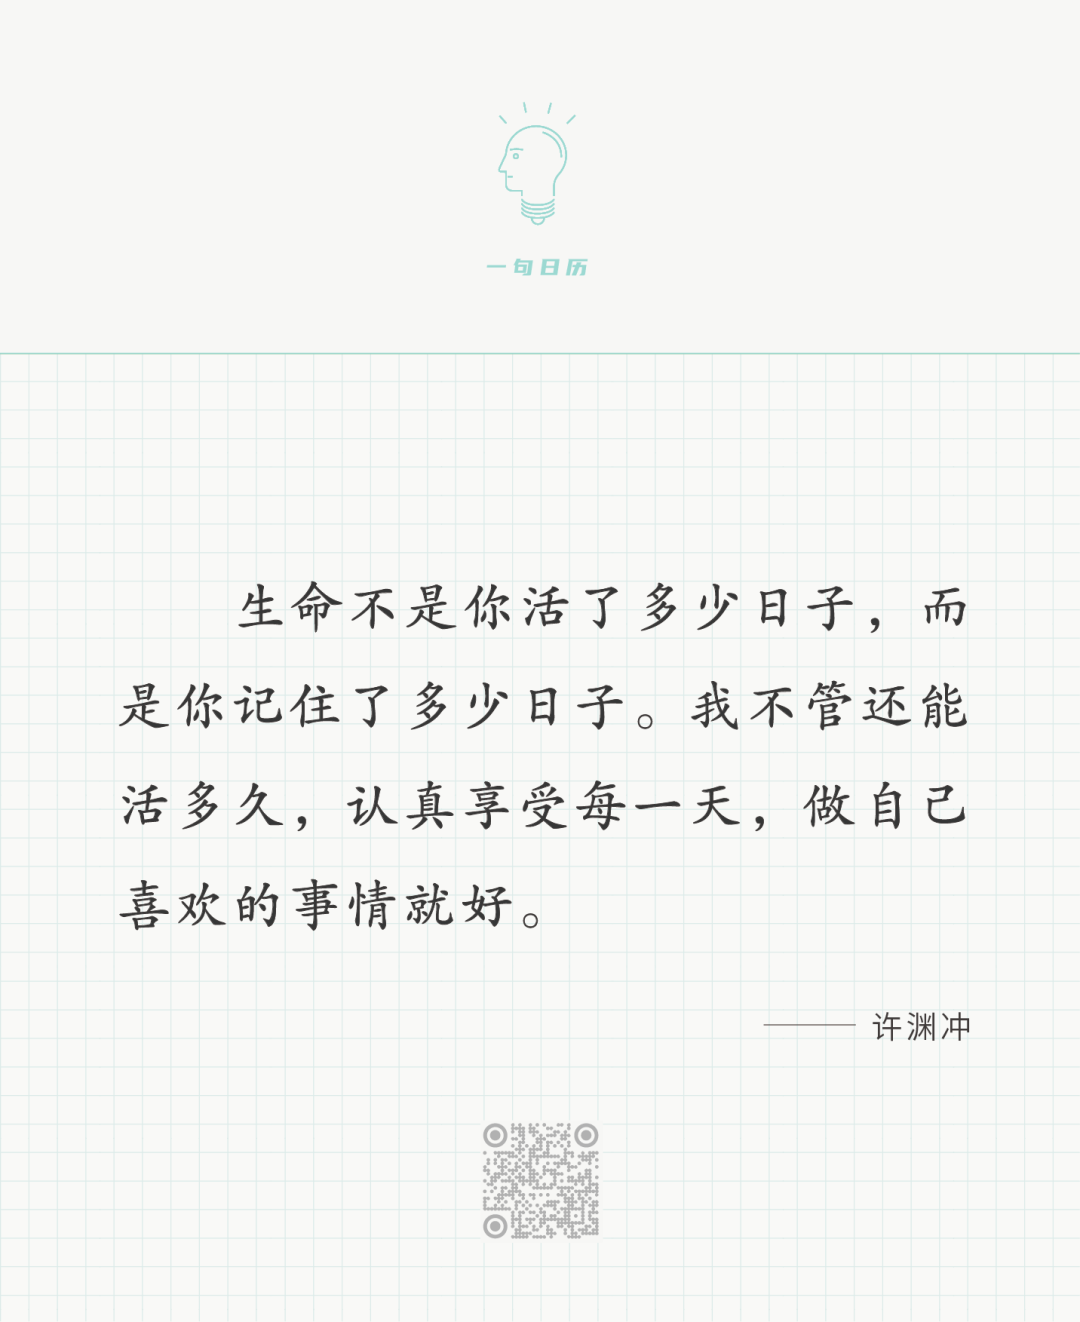 一句日历
生命不是你活了多少日子，而
是你记住了多少日子。我不管还能
活多久，认真享受每一天，做自己
喜欢的事情就好。
——许渊冲